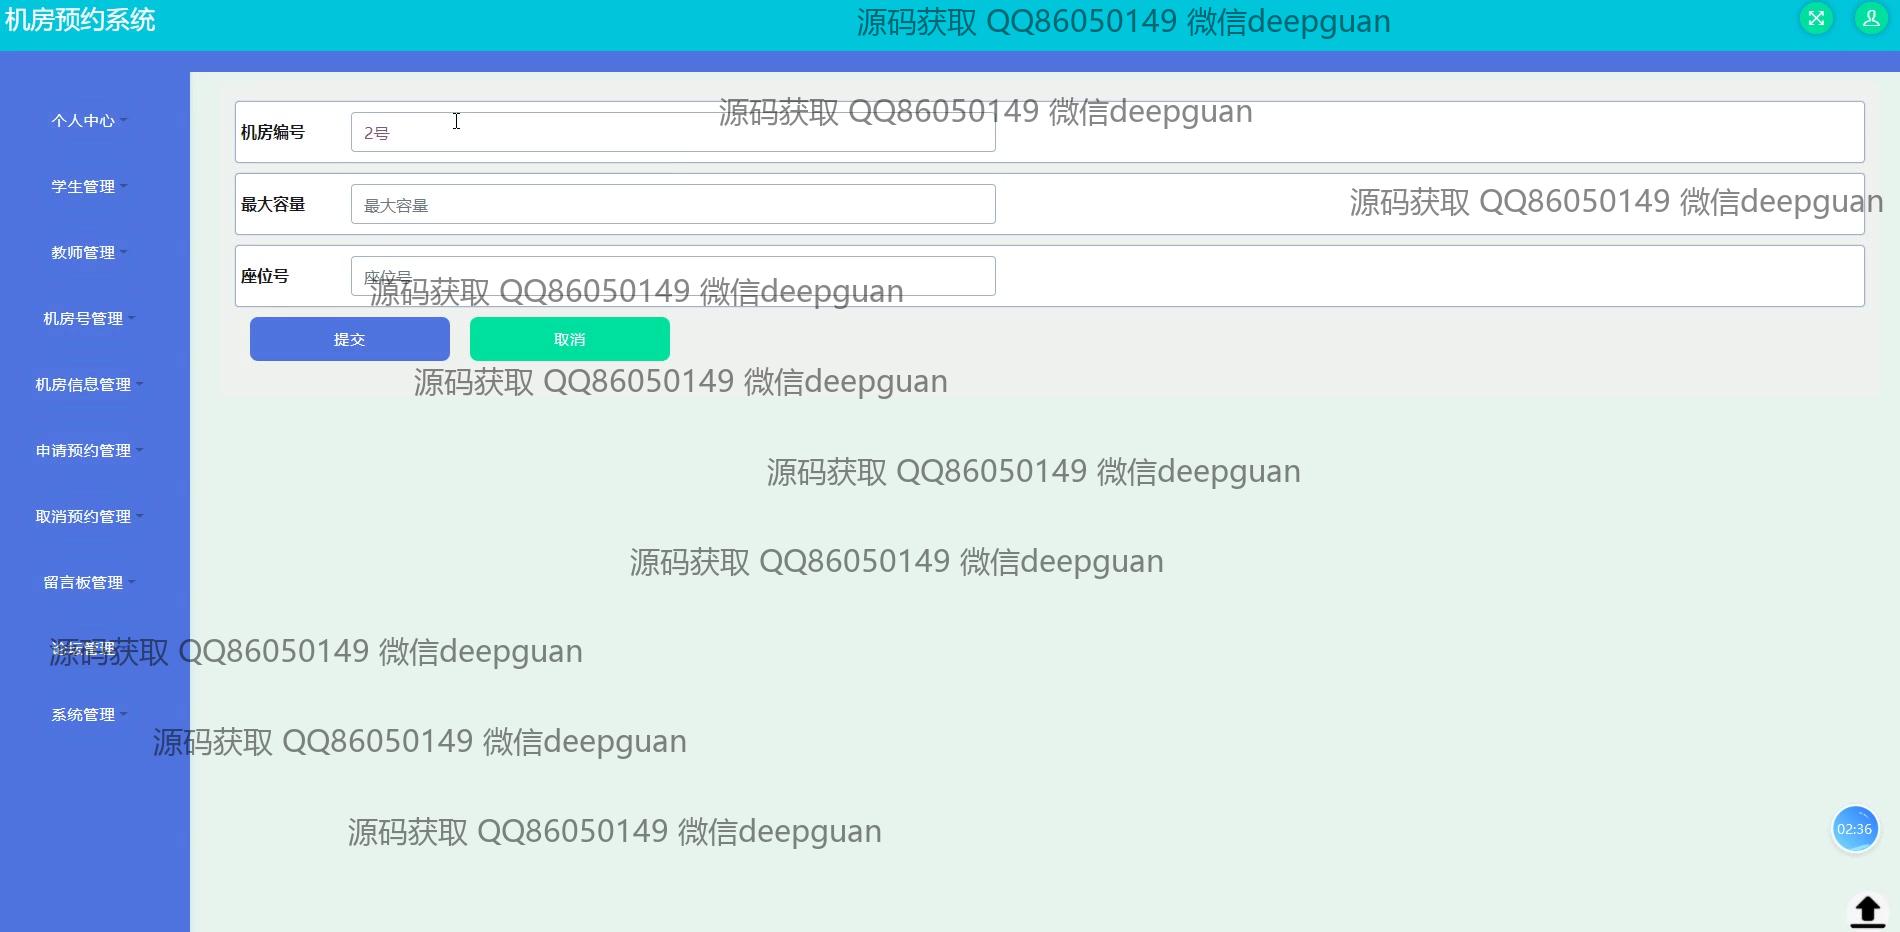 机房预约系统
源码获取 QQ86050149 微信deepguan
个人中心
学生管理
教师管理
机房号管理
机房信息管理
申请预约管理
取消预约管理
留言板管理
论坛管理
系统管理
源码获取 QQ86050149 微信deepguan
机房编号 2号
源码获取 QQ86050149 微信deepguan
最大容量 最大容量
座位号 座位号
源码获取 QQ86050149 微信deepguan
提交 取消
源码获取 QQ86050149 微信deepguan
源码获取 QQ86050149 微信deepguan
源码获取 QQ86050149 微信deepguan
源码获取 QQ86050149 微信deepguan
源码获取 QQ86050149 微信deepguan
源码获取 QQ86050149 微信deepguan
02:36